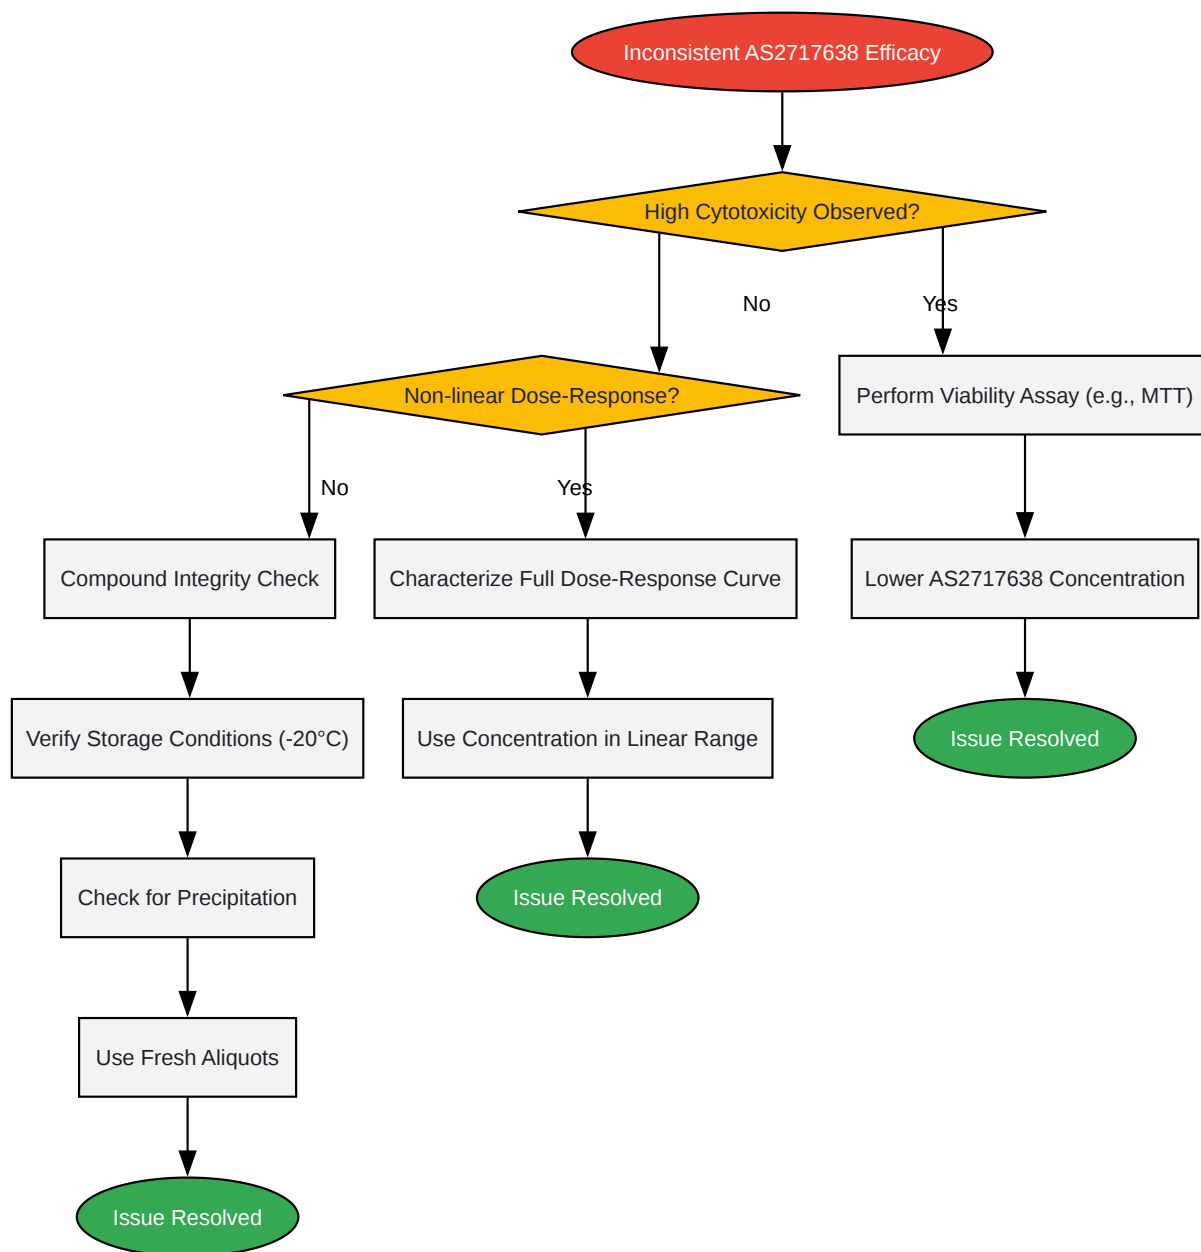 Inconsistent AS2717638 Efficacy
High Cytotoxicity Observed?
No
Yes
Non-linear Dose-Response?
Perform Viability Assay (e.g., MTT)
No
Yes
Compound Integrity Check
Characterize Full Dose-Response Curve
Lower AS2717638 Concentration
Verify Storage Conditions (-20°C)
Use Concentration in Linear Range
Issue Resolved
Check for Precipitation
Issue Resolved
Use Fresh Aliquots
Issue Resolved